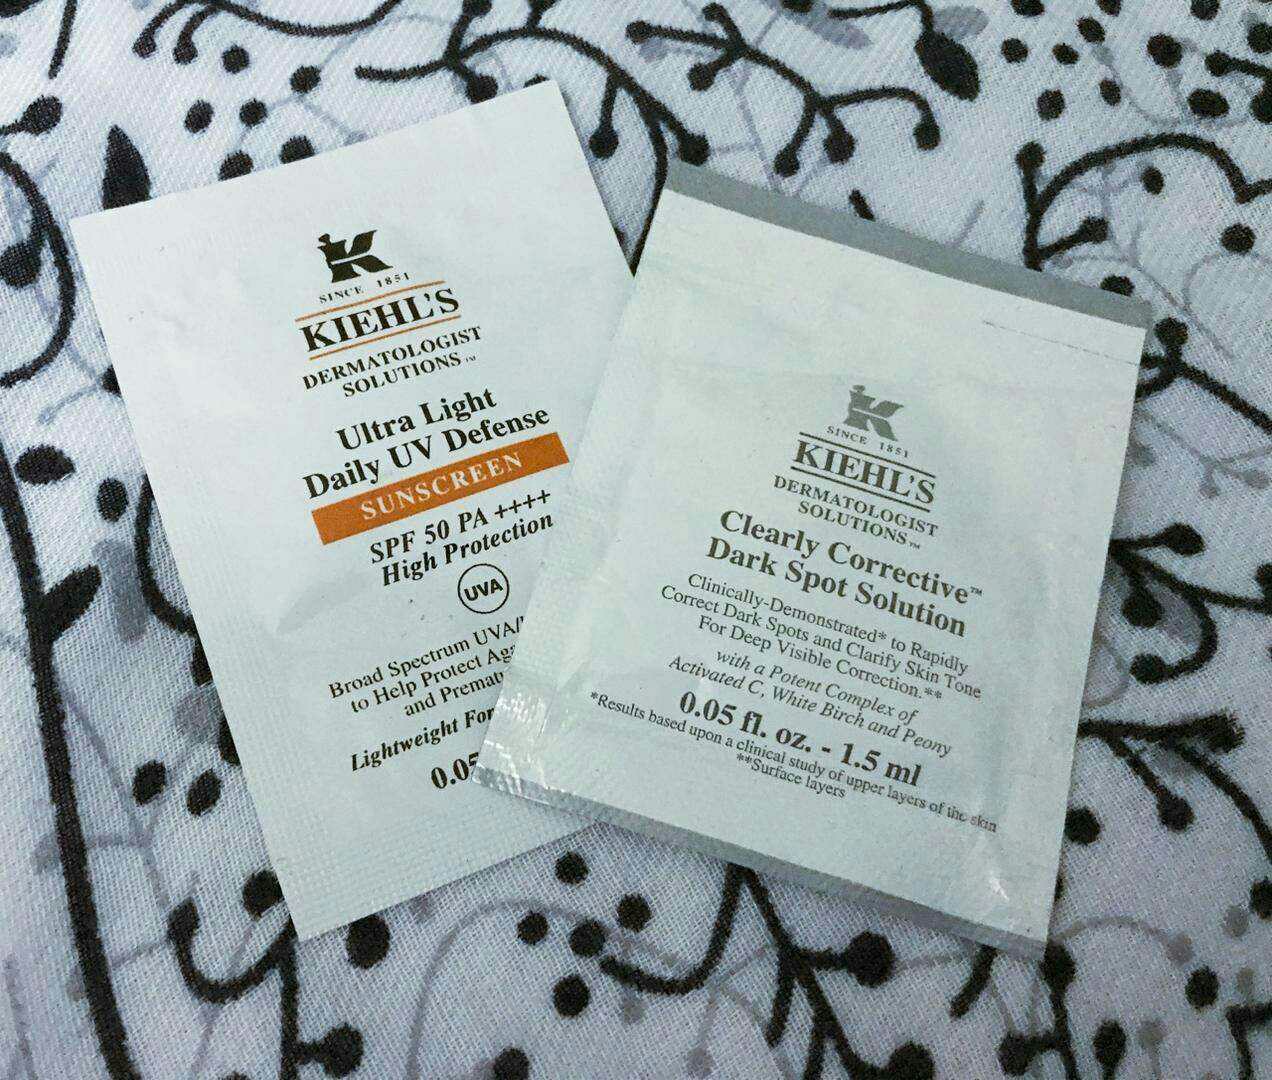 K
SINCE 1851
KIEHL'S
DERMATOLOGIST
SOLUTIONS™
Ultra Light
Daily UV Defense
SUNSCREEN
SPF 50 PA ++++
High Protection
UVA
Broad Spectrum UVA/
to Help Protect
and
Lightweight
0.05
K
SINCE 1851
KIEHL'S
DERMATOLOGIST
SOLUTIONS™
Clearly Corrective™
Dark Spot Solution
Clinically-Demonstrated* to Rapidly
Correct Dark Spots and Clarify Skin Tone
For Deep Visible Correction.**
with a Potent Complex of
Activated C, White Birch and Peony
0.05 fl. oz. - 1.5 ml
*Results based upon a clinical study of upper layers of the skin
**Surface layers